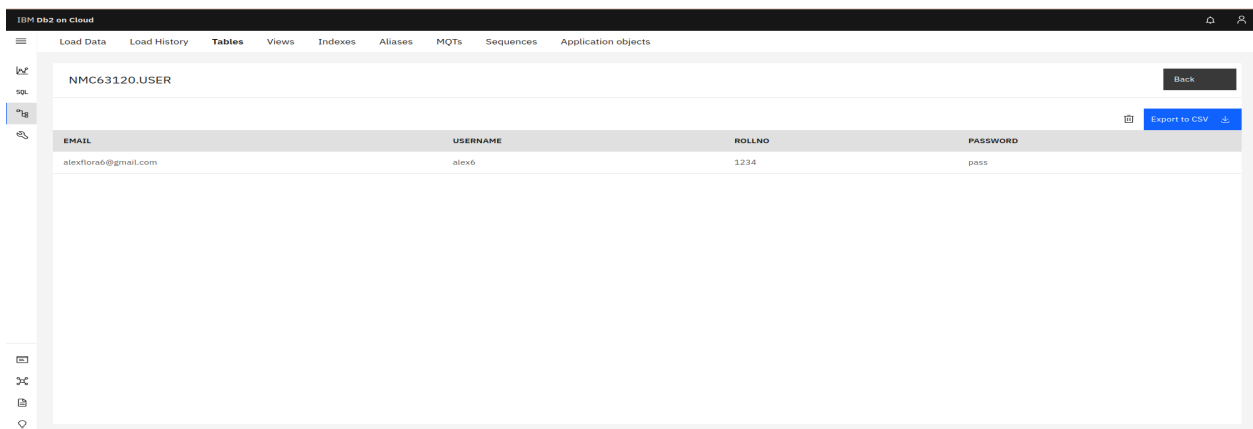 IBM Db2 on Cloud
Load Data Load History Tables Views Indexes Aliases MQTs Sequences Application objects
SQL
NMC63120.USER
Back
Export to CSV
EMAIL USERNAME ROLLNO PASSWORD
alexflora6@gmail.com alex6 1234 pass